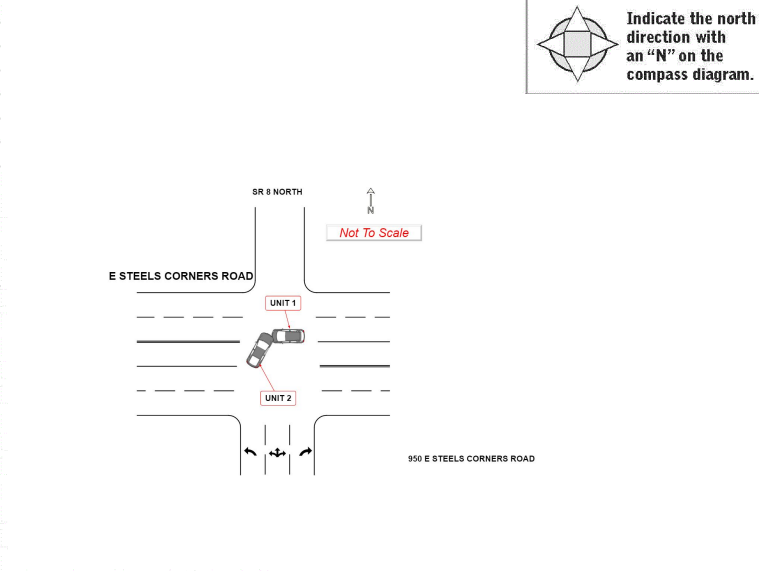 Indicate the north
direction with
an “N” on the
compass diagram.
SR 8 NORTH
N
Not To Scale
E STEELS CORNERS ROAD
UNIT 1
UNIT 2
950 E STEELS CORNERS ROAD